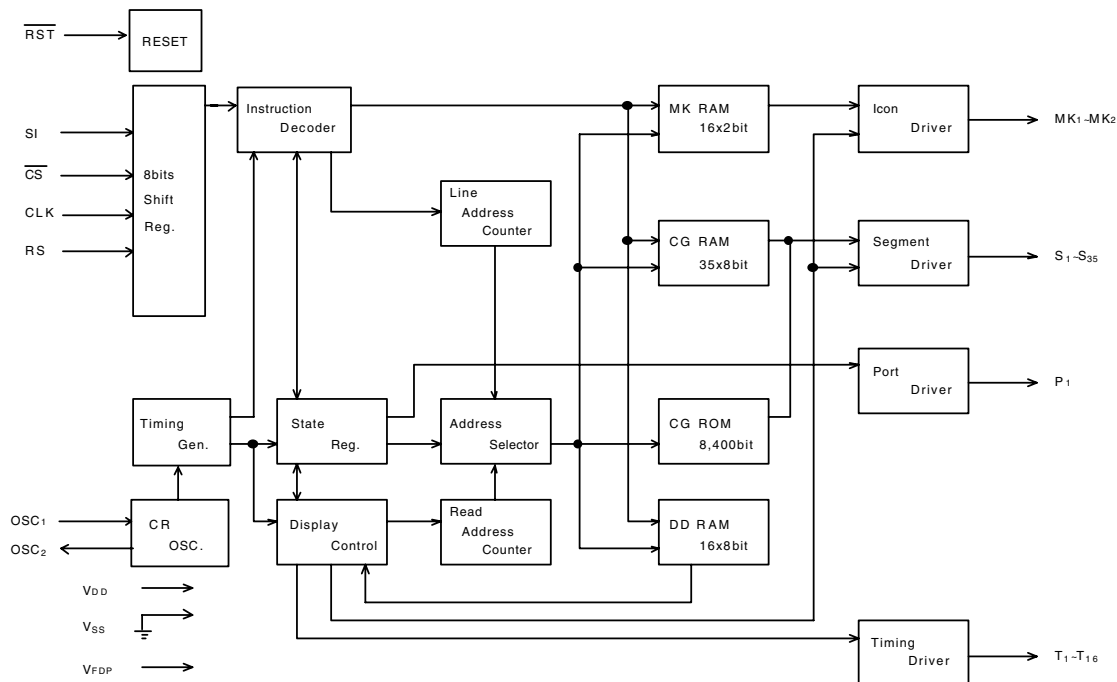 RST
RESET
SI
CS
CLK
RS
8bits
Shift
Reg.
Instruction
Decoder
Line
Address
Counter
MK RAM
16x2bit
Icon
Driver
MK1~MK2
CG RAM
35x8bit
Segment
Driver
S1~S35
Port
Driver
P1
Timing
Gen.
State
Reg.
Address
Selector
CG ROM
8,400bit
OSC1
OSC2
CR
OSC.
Display
Control
Read
Address
Counter
DD RAM
16x8bit
VDD
VSS
VFDP
Timing
Driver
T1~T16